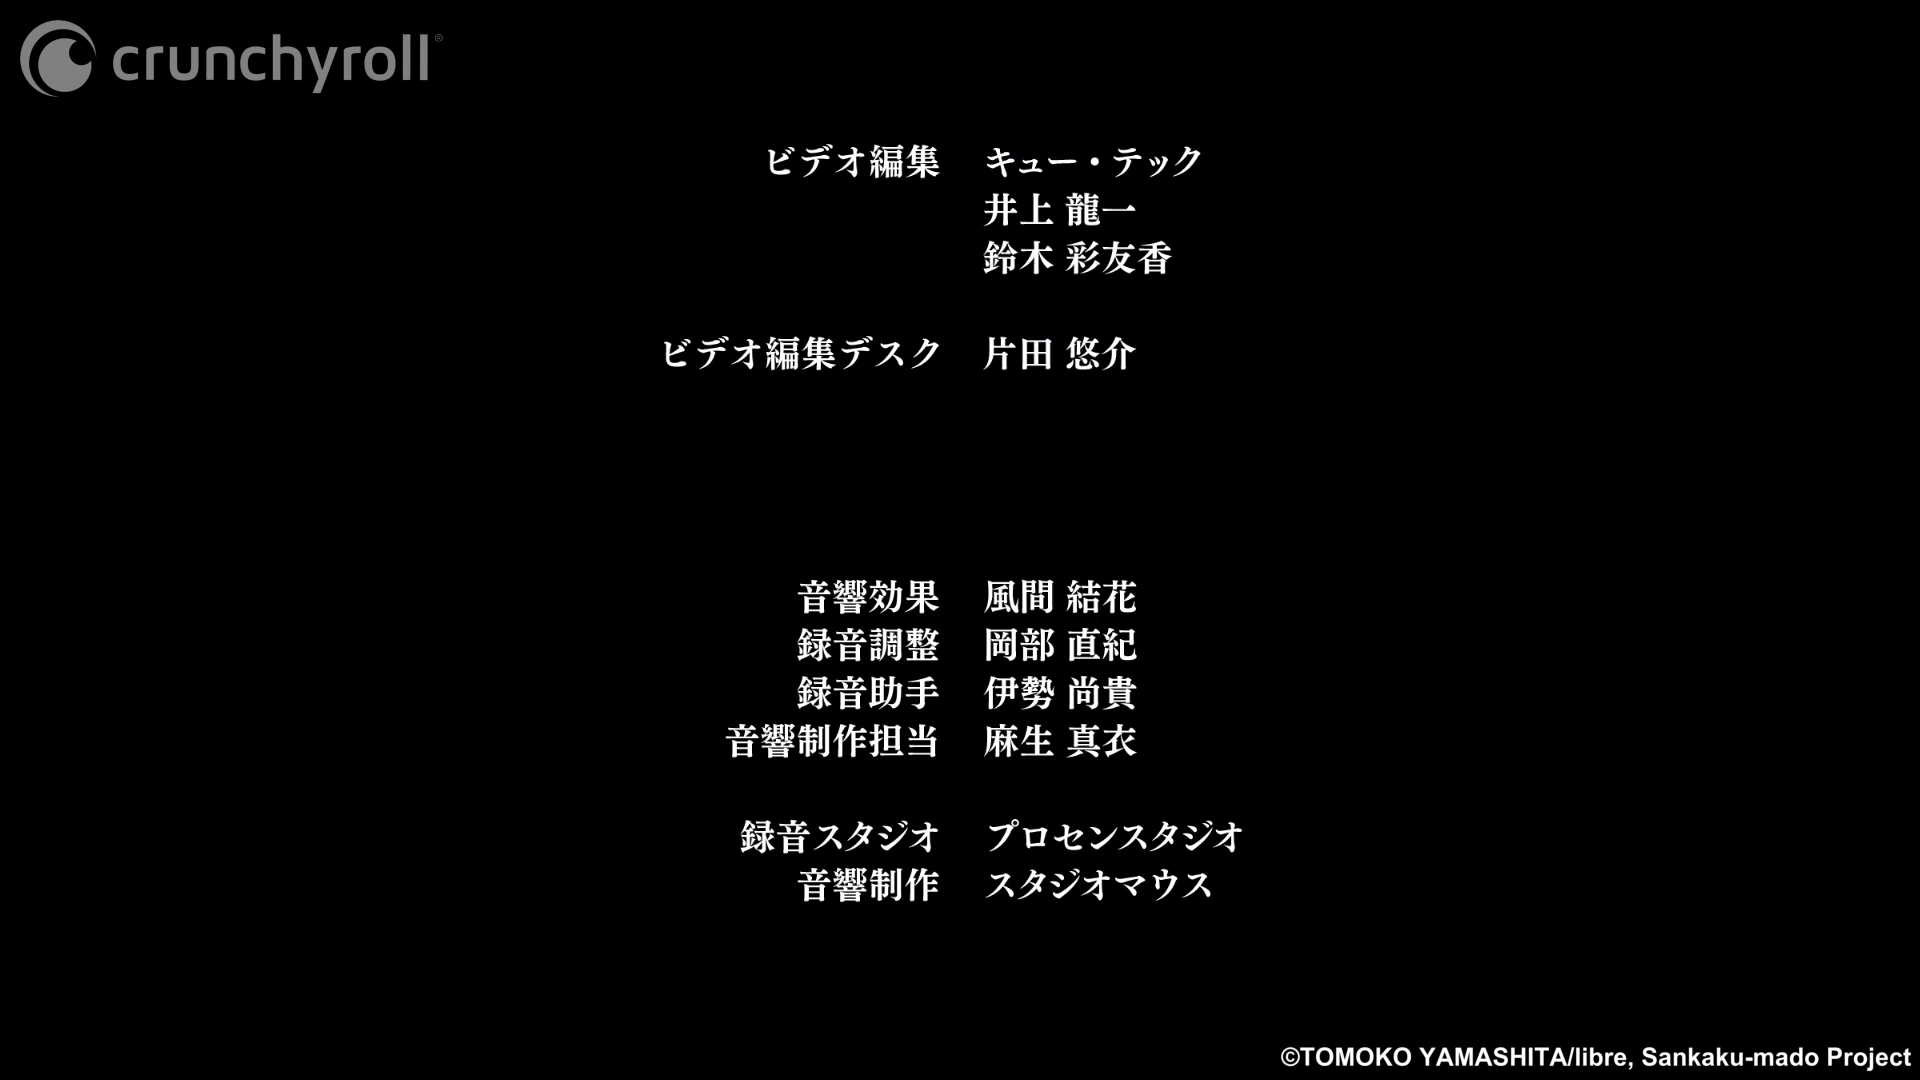 crunchyroll®
ビデオ編集 キュー・テック
井上 龍一
鈴木 彩友香
ビデオ編集デスク 片田 悠介
音響効果 風間 結花
録音調整 岡部 直紀
録音助手 伊勢 尚貴
音響制作担当 麻生 真衣
録音スタジオ プロセンスタジオ
音響制作 スタジオマウス
©TOMOKO YAMASHITA/libre, Sankaku-mado Project